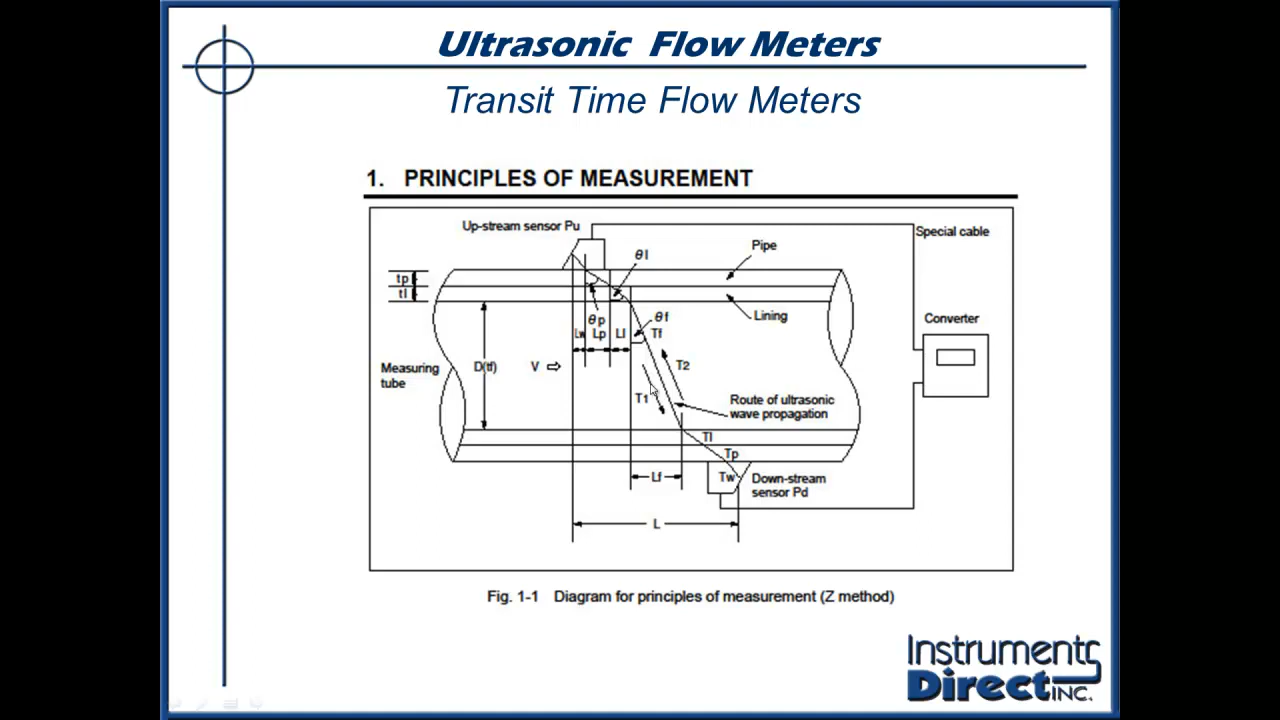 Ultrasonic Flow Meters
Transit Time Flow Meters
1. PRINCIPLES OF MEASUREMENT
Up-stream sensor Pu
Special cable
Pipe
θl
tp
tl
θp
Lining
θf
Converter
Lw
Lp
Ll
Tf
Measuring
tube
D(tf)
V ⇨
T2
T1
Route of ultrasonic
wave propagation
Tl
Tp
Lf
Tw
Down-stream
sensor Pd
L
Fig. 1-1 Diagram for principles of measurement (Z method)
Instruments
Direct INC.